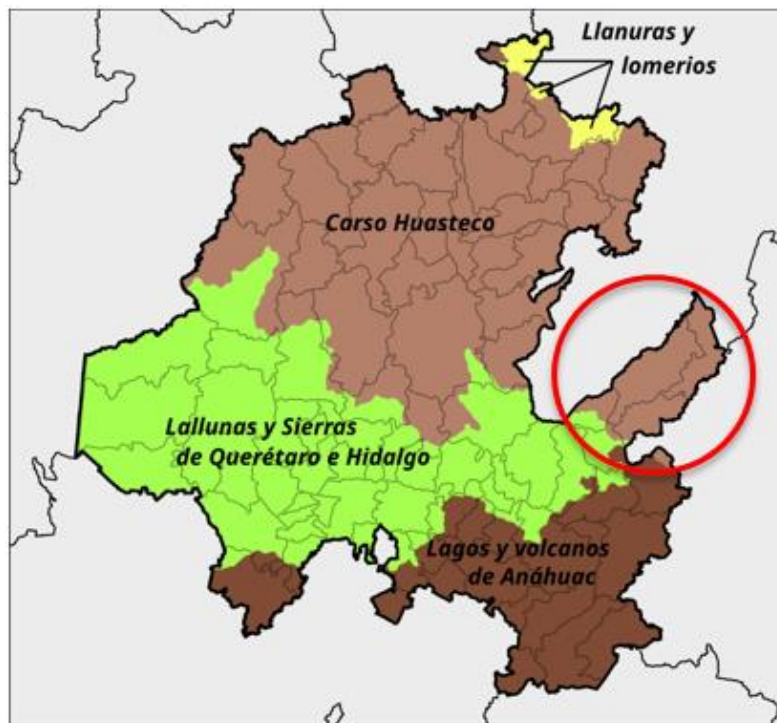 Llanuras y
lomerios
Carso Huasteco
Lallunas y Sierras
de Querétaro e Hidalgo
Lagos y volcanos
de Anáhuac